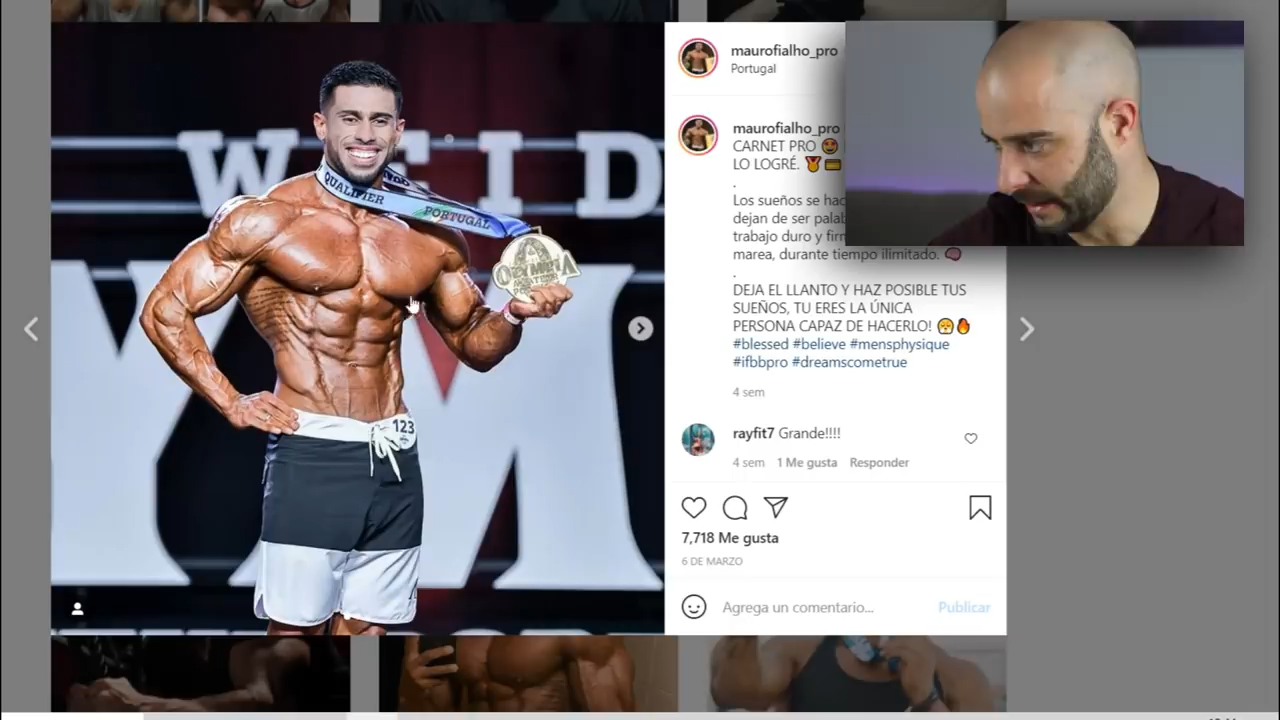 WEID
QUALIFIER
PORTUGAL
OLYMPIA
123
maurofialho_pro
Portugal
maurofialho_pro
CARNET PRO 😍
LO LOGRÉ. 🏅💳
.
Los sueños se
dejan de ser
trabajo duro y
marea, durante tiempo ilimitado. 🧠
.
DEJA EL LLANTO Y HAZ POSIBLE TUS
SUEÑOS, TU ERES LA ÚNICA
PERSONA CAPAZ DE HACERLO! 😤🔥
#blessed #believe #mensphysique
#ifbbpro #dreamscometrue
4 sem
rayfit7 Grande!!!!
4 sem 1 Me gusta Responder
7,718 Me gusta
6 DE MARZO
Agrega un comentario... Publicar